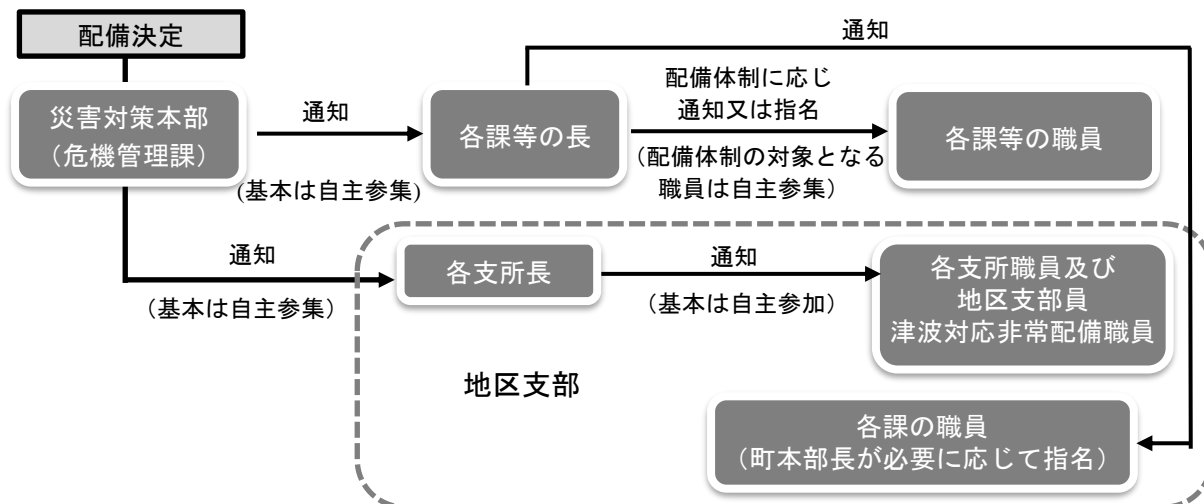 配備決定
通知
災害対策本部
(危機管理課)
通知
(基本は自主参集)
各課等の長
配備体制に応じ
通知又は指名
(配備体制の対象となる
職員は自主参集)
各課等の職員
通知
(基本は自主参集)
各支所長
通知
(基本は自主参加)
各支所職員及び
地区支部員
津波対応非常配備職員
地区支部
各課の職員
(町本部長が必要に応じて指名)